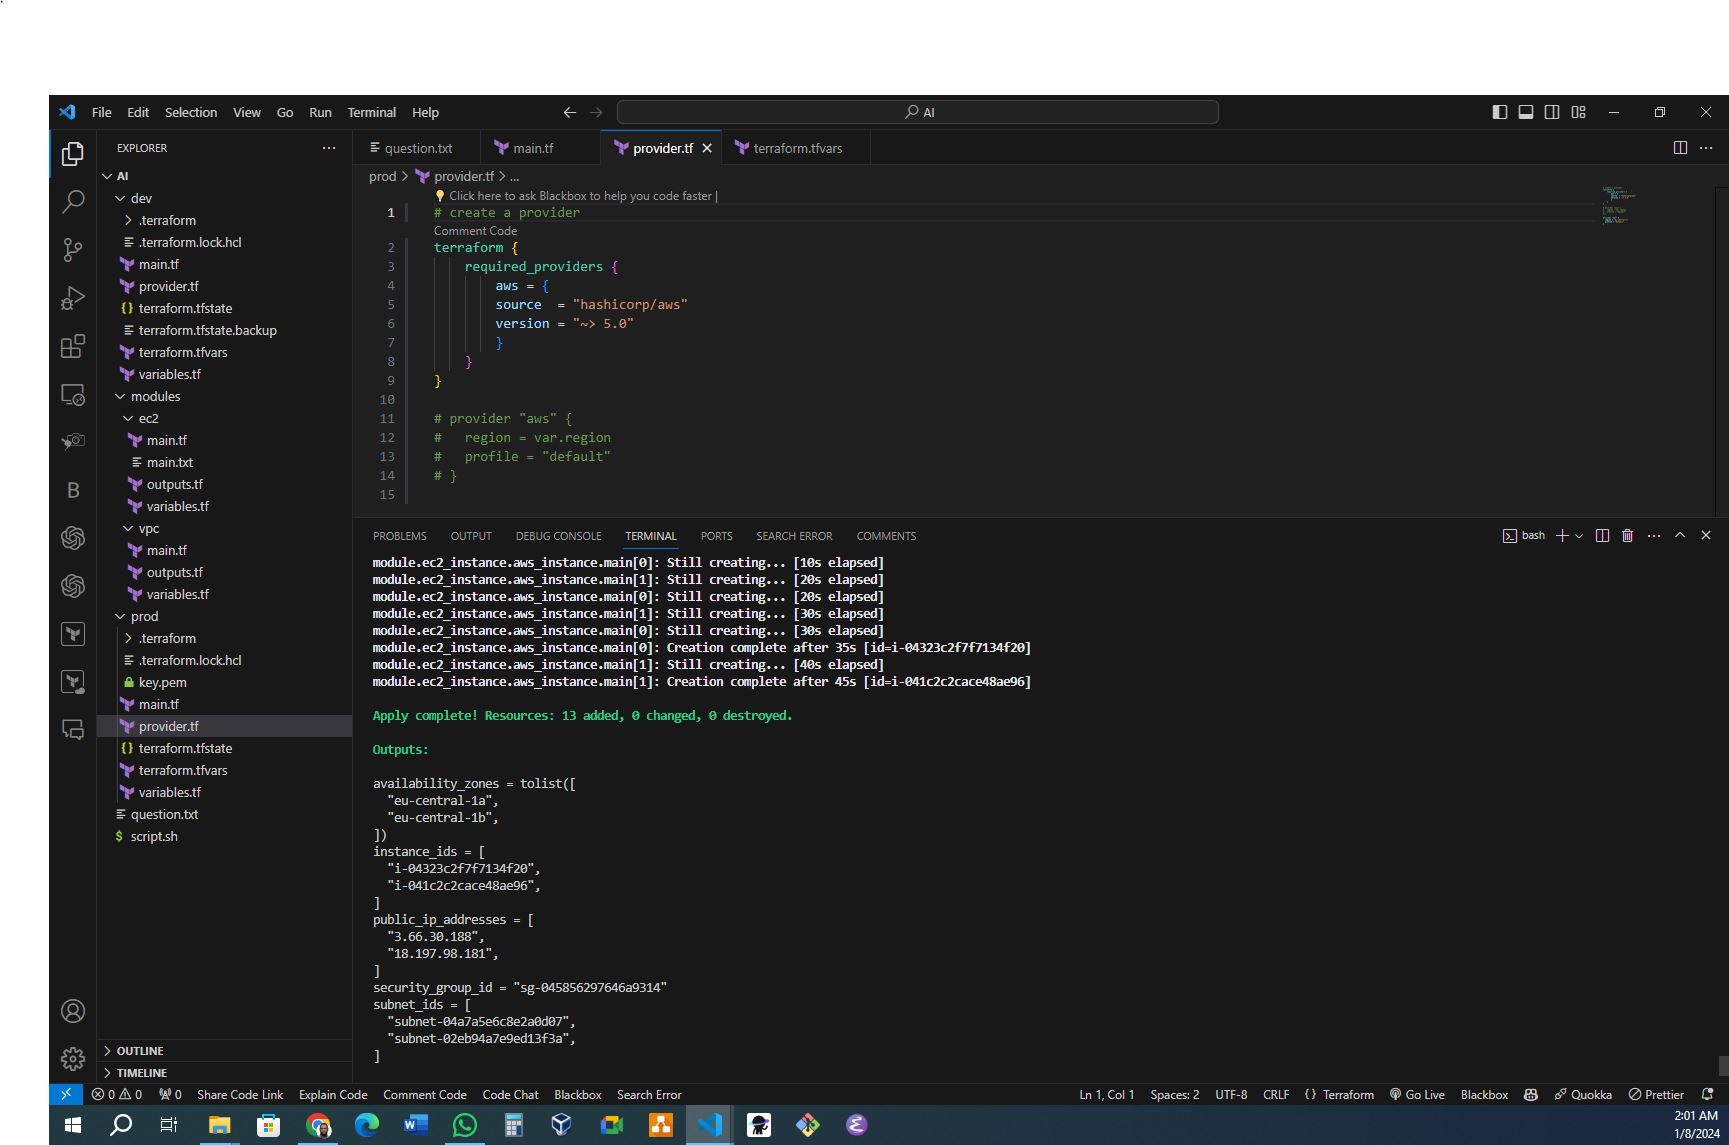 File Edit Selection View Go Run Terminal Help
AI
EXPLORER
AI
dev
.terraform
.terraform.lock.hcl
main.tf
provider.tf
terraform.tfstate
terraform.tfstate.backup
terraform.tfvars
variables.tf
modules
ec2
main.tf
main.txt
outputs.tf
variables.tf
vpc
main.tf
outputs.tf
variables.tf
prod
.terraform
.terraform.lock.hcl
key.pem
main.tf
provider.tf
terraform.tfstate
terraform.tfvars
variables.tf
question.txt
$ script.sh
OUTLINE
TIMELINE
question.txt main.tf provider.tf terraform.tfvars
prod > provider.tf > ...
Click here to ask Blackbox to help you code faster |
1 # create a provider
Comment Code
2 terraform {
3 required_providers {
4 aws = {
5 source = "hashicorp/aws"
6 version = "~> 5.0"
7 }
8 }
9 }
10
11 # provider "aws" {
12 # region = var.region
13 # profile = "default"
14 # }
15
PROBLEMS OUTPUT DEBUG CONSOLE TERMINAL PORTS SEARCH ERROR COMMENTS
bash
module.ec2_instance.aws_instance.main[0]: Still creating... [10s elapsed]
module.ec2_instance.aws_instance.main[1]: Still creating... [20s elapsed]
module.ec2_instance.aws_instance.main[0]: Still creating... [20s elapsed]
module.ec2_instance.aws_instance.main[1]: Still creating... [30s elapsed]
module.ec2_instance.aws_instance.main[0]: Still creating... [30s elapsed]
module.ec2_instance.aws_instance.main[0]: Creation complete after 35s [id=i-04323c2f7f7134f20]
module.ec2_instance.aws_instance.main[1]: Still creating... [40s elapsed]
module.ec2_instance.aws_instance.main[1]: Creation complete after 45s [id=i-041c2c2cace48ae96]
Apply complete! Resources: 13 added, 0 changed, 0 destroyed.
Outputs:
availability_zones = tolist([
"eu-central-1a",
"eu-central-1b",
])
instance_ids = [
"i-04323c2f7f7134f20",
"i-041c2c2cace48ae96",
]
public_ip_addresses = [
"3.66.30.188",
"18.197.98.181",
]
security_group_id = "sg-045856297646a9314"
subnet_ids = [
"subnet-04a7a5e6c8e2a0d07",
"subnet-02eb94a7e9ed13f3a",
]
0 0 0 Share Code Link Explain Code Comment Code Code Chat Blackbox Search Error Ln 1, Col 1 Spaces: 2 UTF-8 CRLF {} Terraform Go Live Blackbox Quokka Prettier
2:01 AM
1/8/2024